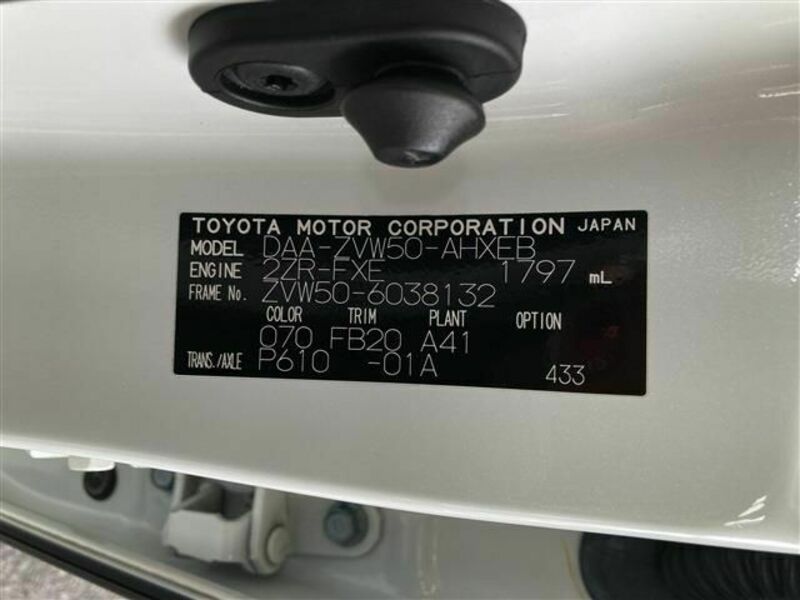 TOYOTA MOTOR CORPORATION JAPAN
MODEL DAA-ZVW50-AHXEB
ENGINE 2ZR-FXE 1797 mL
FRAME No. ZVW50-6038132
COLOR TRIM PLANT OPTION
070 FB20 A41
TRANS./AXLE P610 -01A 433